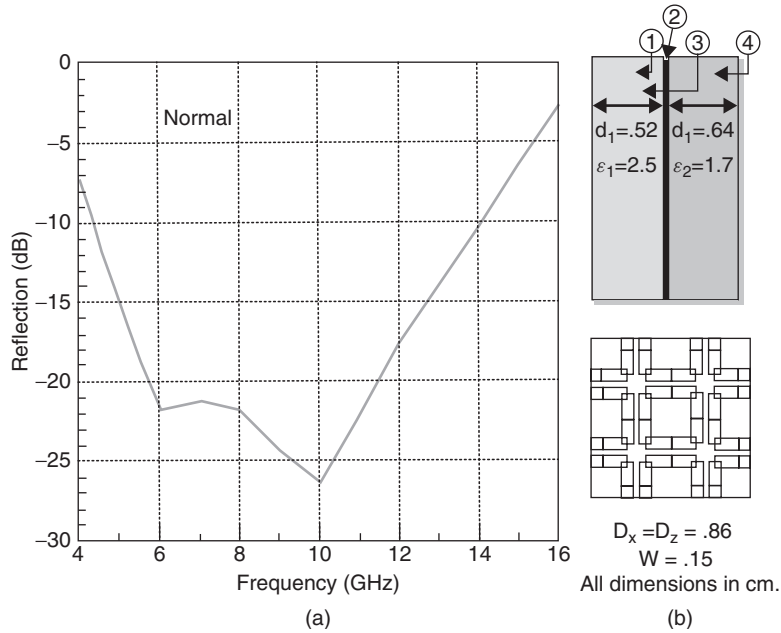 0
−5
−10
−15
−20
−25
−30
Reflection (dB)
Normal
4
6
8
10
12
14
16
Frequency (GHz)
(a)
②
① ③ ④
d₁=.52 d₁=.64
ε₁=2.5 ε₂=1.7
Dₓ =D_z = .86
W = .15
All dimensions in cm.
(b)